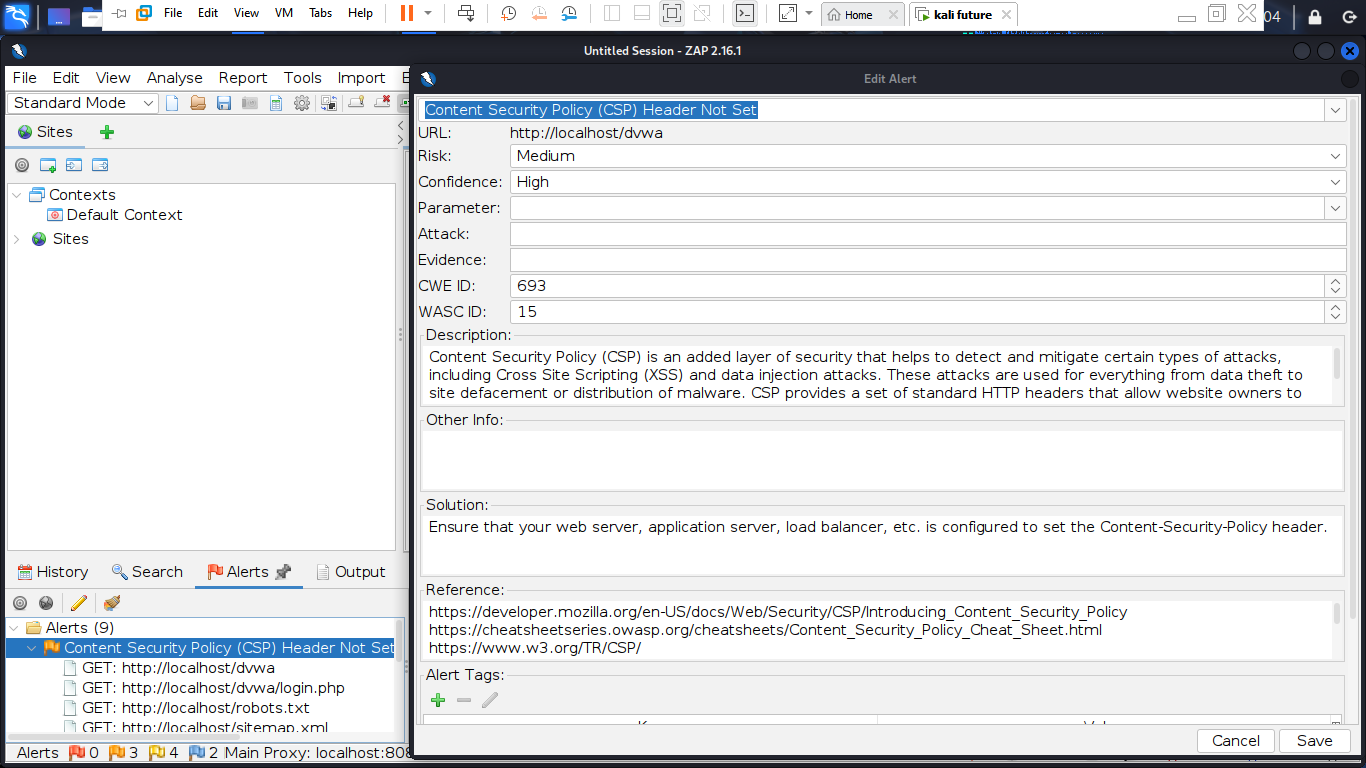 File Edit View VM Tabs Help
Home
kali future
04
Untitled Session - ZAP 2.16.1
File Edit View Analyse Report Tools Import
Edit Alert
Standard Mode
Content Security Policy (CSP) Header Not Set
Sites
URL: http://localhost/dvwa
Risk: Medium
Confidence: High
Contexts
Parameter:
Default Context
Attack:
Sites
Evidence:
CWE ID: 693
WASC ID: 15
Description:
Content Security Policy (CSP) is an added layer of security that helps to detect and mitigate certain types of attacks,
including Cross Site Scripting (XSS) and data injection attacks. These attacks are used for everything from data theft to
site defacement or distribution of malware. CSP provides a set of standard HTTP headers that allow website owners to
Other Info:
Solution:
Ensure that your web server, application server, load balancer, etc. is configured to set the Content-Security-Policy header.
History Search Alerts Output
Reference:
https://developer.mozilla.org/en-US/docs/Web/Security/CSP/Introducing_Content_Security_Policy
https://cheatsheetseries.owasp.org/cheatsheets/Content_Security_Policy_Cheat_Sheet.html
https://www.w3.org/TR/CSP/
Alerts (9)
Content Security Policy (CSP) Header Not Set
GET: http://localhost/dvwa
GET: http://localhost/dvwa/login.php
GET: http://localhost/robots.txt
GET: http://localhost/sitemap.xml
Alert Tags:
Cancel Save
Alerts 0 3 4 2 Main Proxy: localhost:808